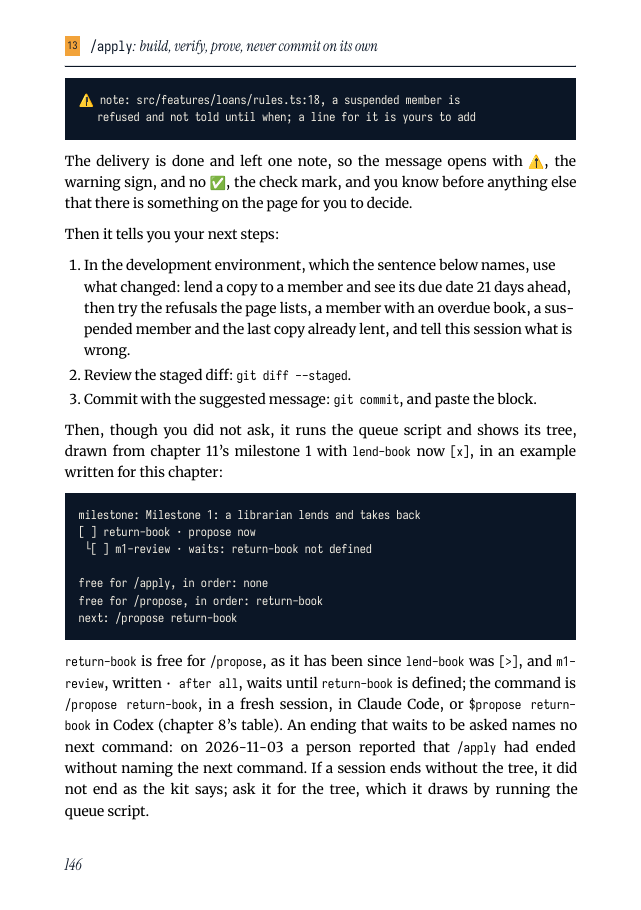 13 /apply: build, verify, prove, never commit on its own
⚠️ note: src/features/loans/rules.ts:18, a suspended member is
refused and not told until when; a line for it is yours to add
The delivery is done and left one note, so the message opens with ⚠️, the
warning sign, and no ✅, the check mark, and you know before anything else
that there is something on the page for you to decide.
Then it tells you your next steps:
1. In the development environment, which the sentence below names, use
what changed: lend a copy to a member and see its due date 21 days ahead,
then try the refusals the page lists, a member with an overdue book, a sus-
pended member and the last copy already lent, and tell this session what is
wrong.
2. Review the staged diff: git diff --staged.
3. Commit with the suggested message: git commit, and paste the block.
Then, though you did not ask, it runs the queue script and shows its tree,
drawn from chapter 11’s milestone 1 with lend-book now [x], in an example
written for this chapter:
milestone: Milestone 1: a librarian lends and takes back
[ ] return-book · propose now
└[ ] m1-review · waits: return-book not defined
free for /apply, in order: none
free for /propose, in order: return-book
next: /propose return-book
return-book is free for /propose, as it has been since lend-book was [>], and m1-
review, written · after all, waits until return-book is defined; the command is
/propose return-book, in a fresh session, in Claude Code, or $propose return-
book in Codex (chapter 8’s table). An ending that waits to be asked names no
next command: on 2026-11-03 a person reported that /apply had ended
without naming the next command. If a session ends without the tree, it did
not end as the kit says; ask it for the tree, which it draws by running the
queue script.
146